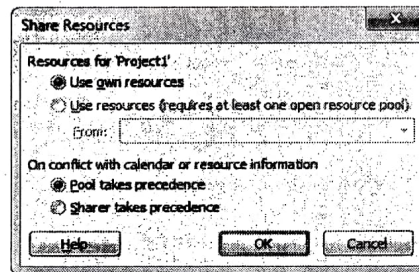 Share Resources
Resources for 'Project1'
Use own resources
Use resources (requires at least one open resource pool)
From:
On conflict with calendar or resource information
Pool takes precedence
Sharer takes precedence
Help OK Cancel